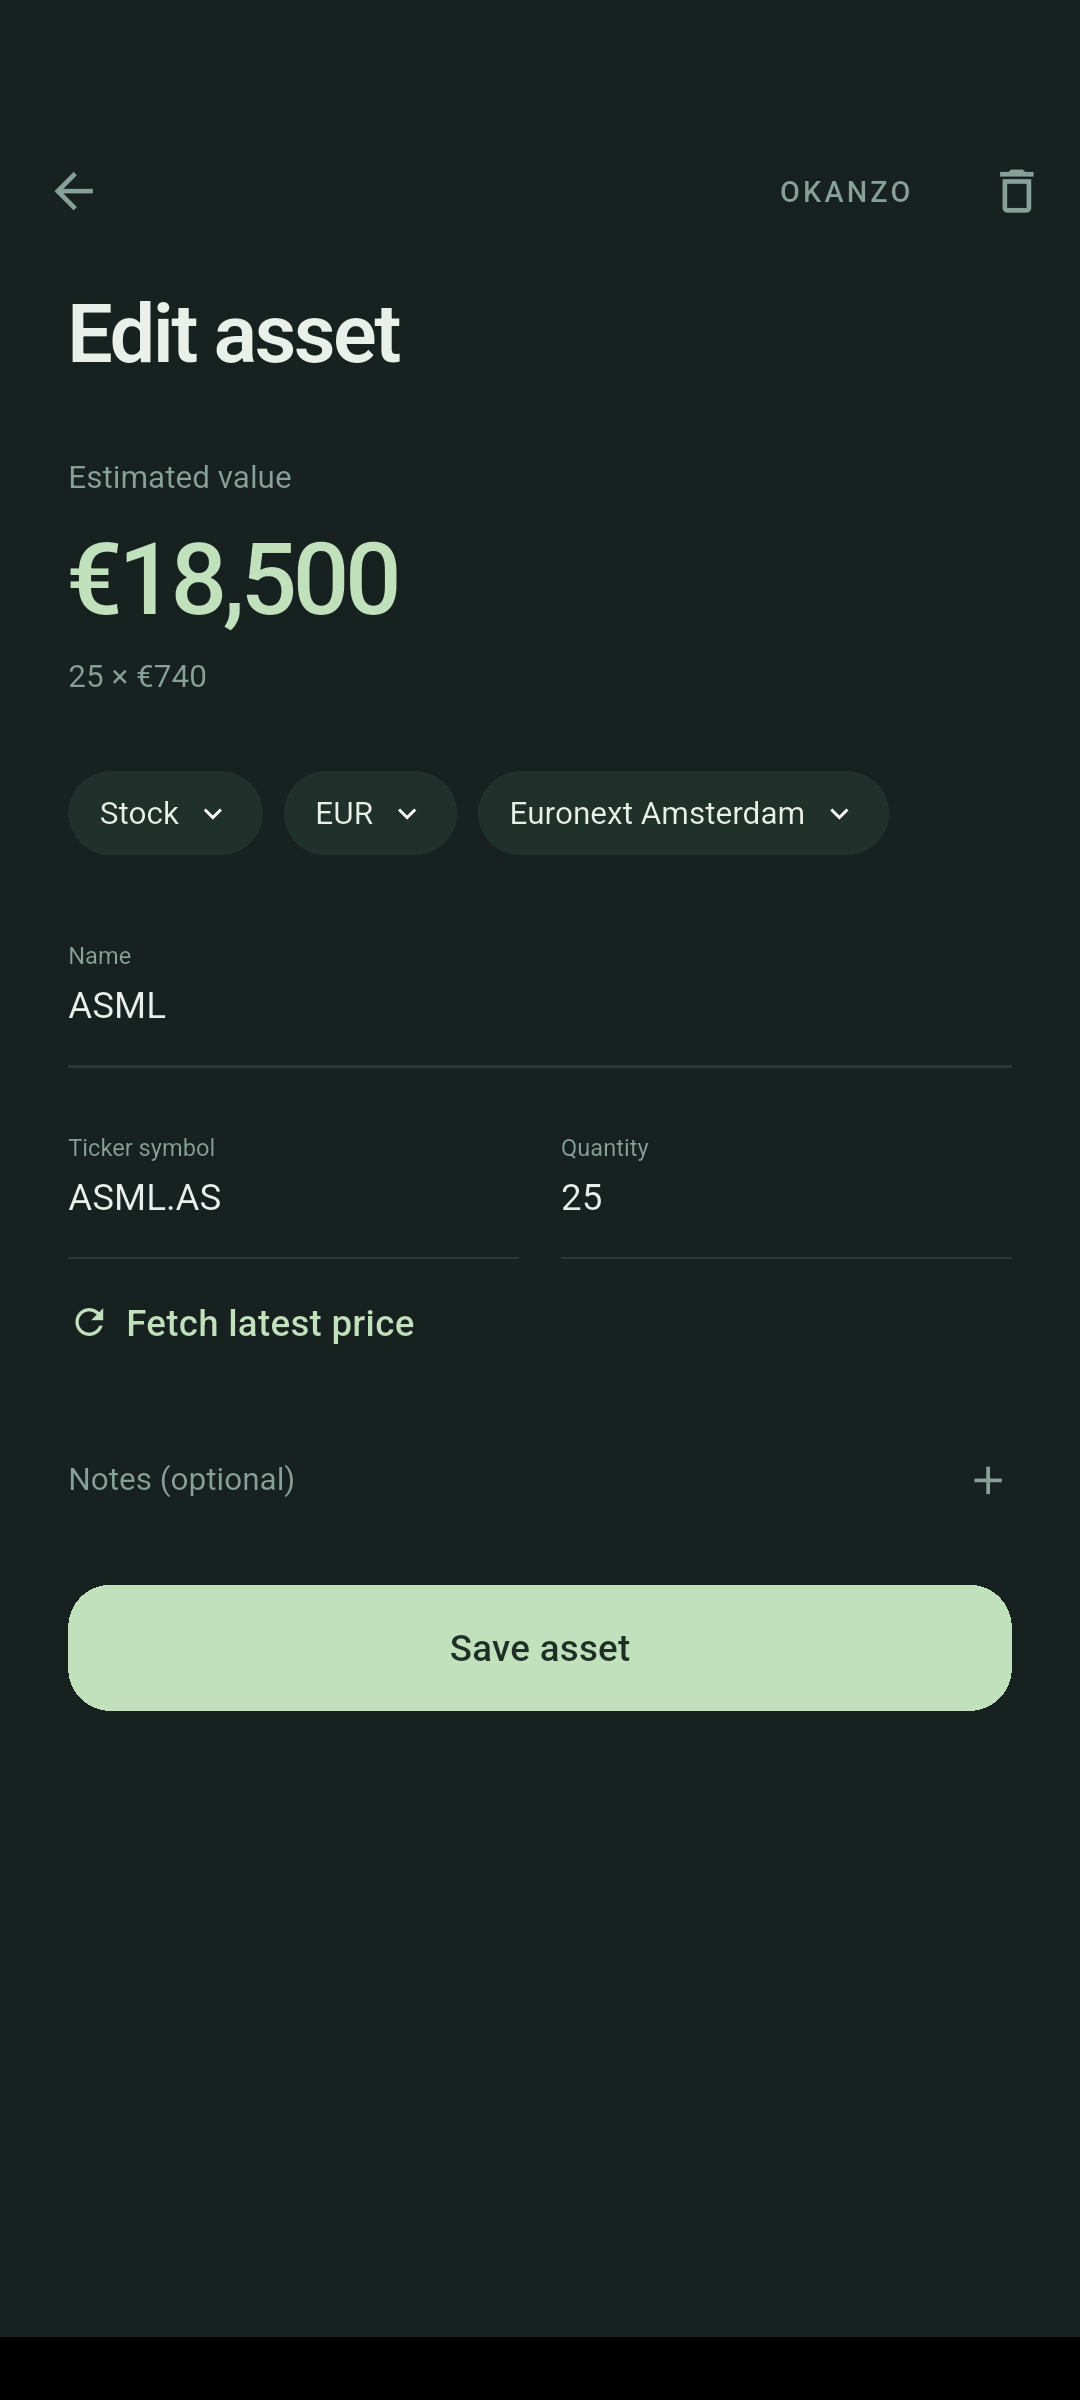 OKANZO
Edit asset
Estimated value
€18,500
25 × €740
Stock EUR Euronext Amsterdam
Name
ASML
Ticker symbol Quantity
ASML.AS 25
Fetch latest price
Notes (optional)
Save asset